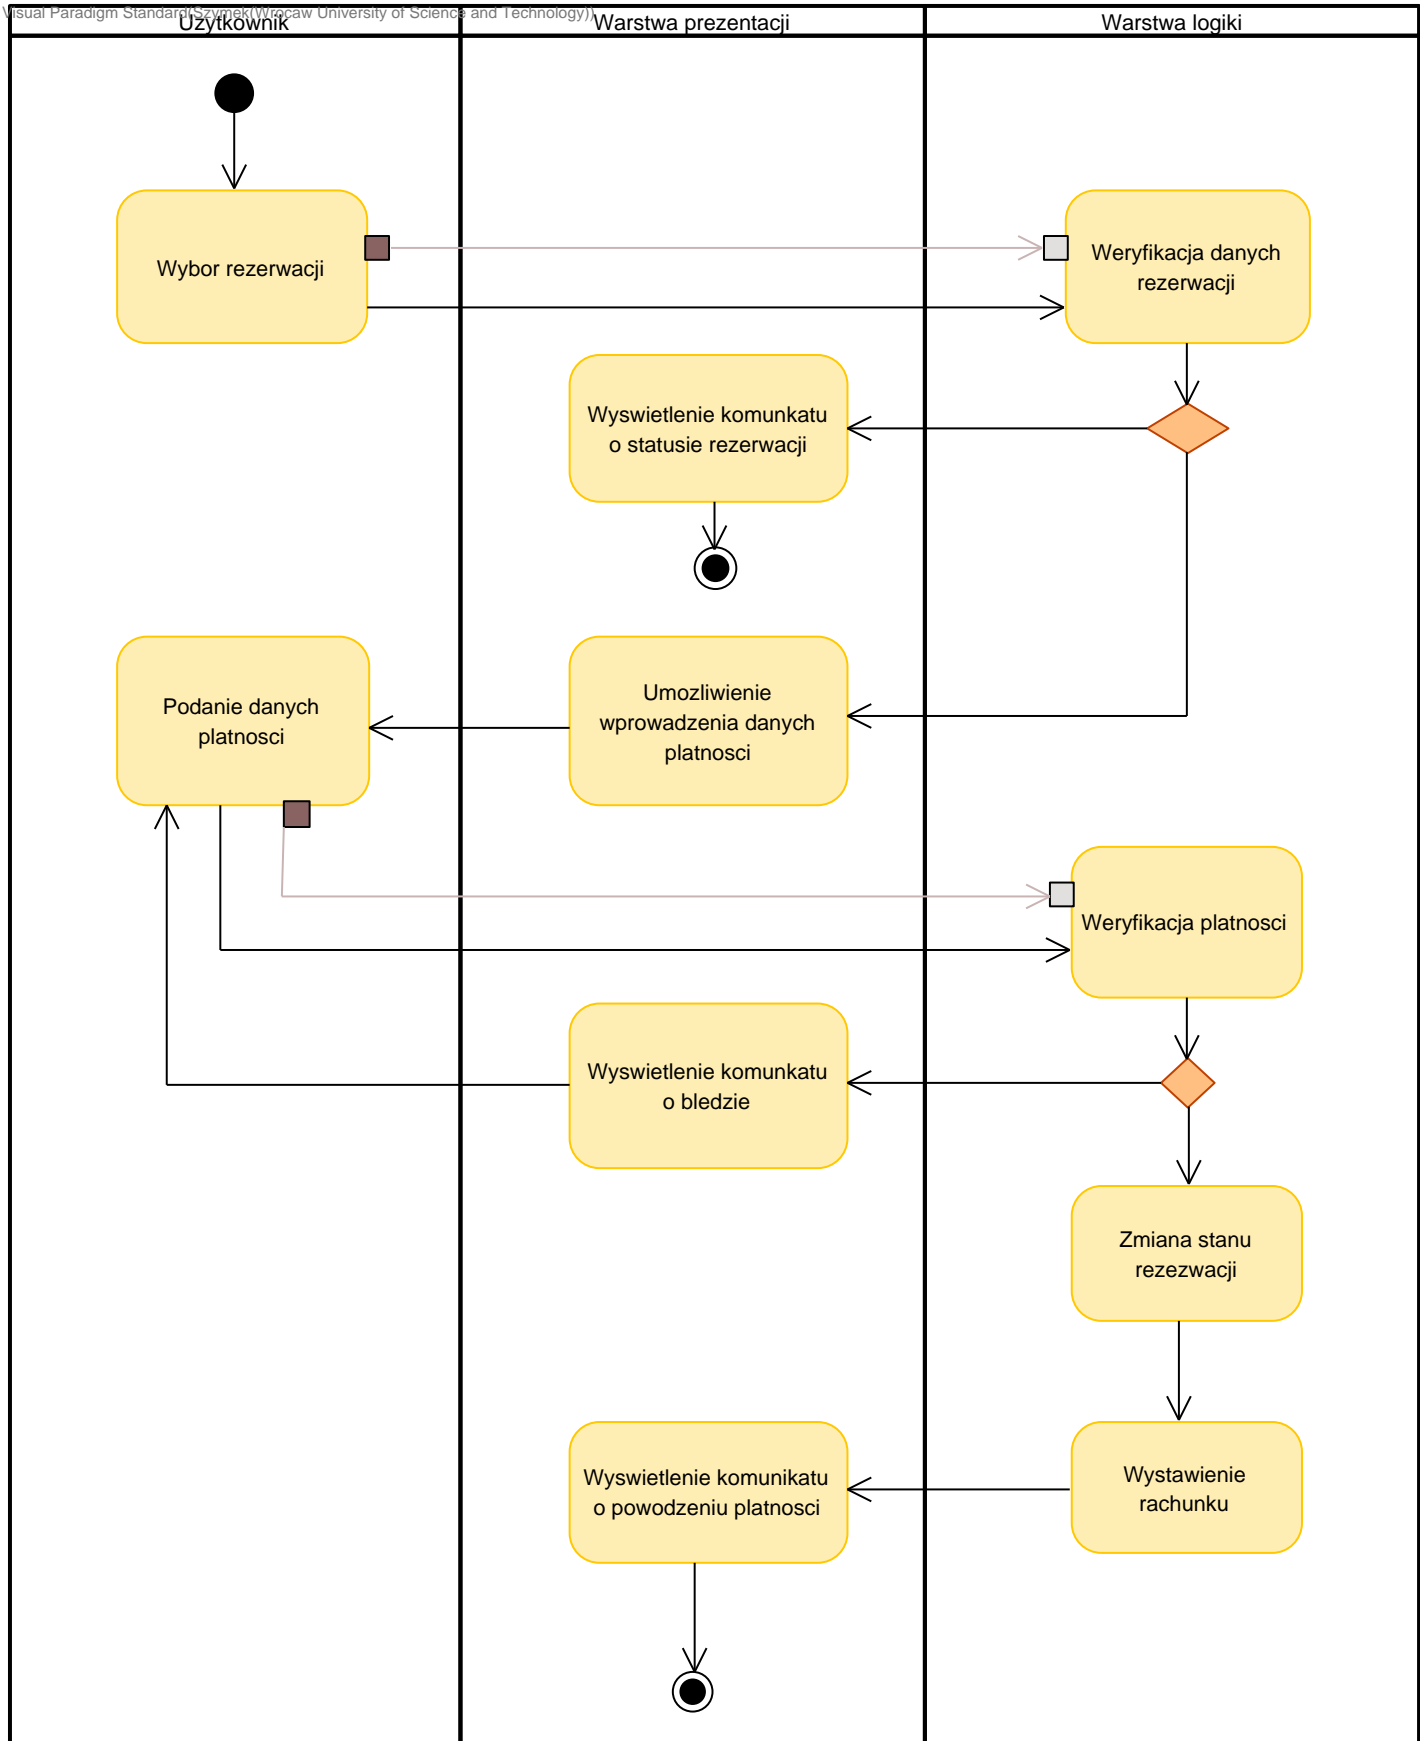 Visual Paradigm Standard(Szymek(Wrocaw University of Science and Technology))
Uzytkownik
Warstwa prezentacji
Warstwa logiki
Wybor rezerwacji
Weryfikacja danych
rezerwacji
Wyswietlenie komunkatu
o statusie rezerwacji
Podanie danych
platnosci
Umozliwienie
wprowadzenia danych
platnosci
Weryfikacja platnosci
Wyswietlenie komunkatu
o bledzie
Zmiana stanu
rezezwacji
Wyswietlenie komunikatu
o powodzeniu platnosci
Wystawienie
rachunku